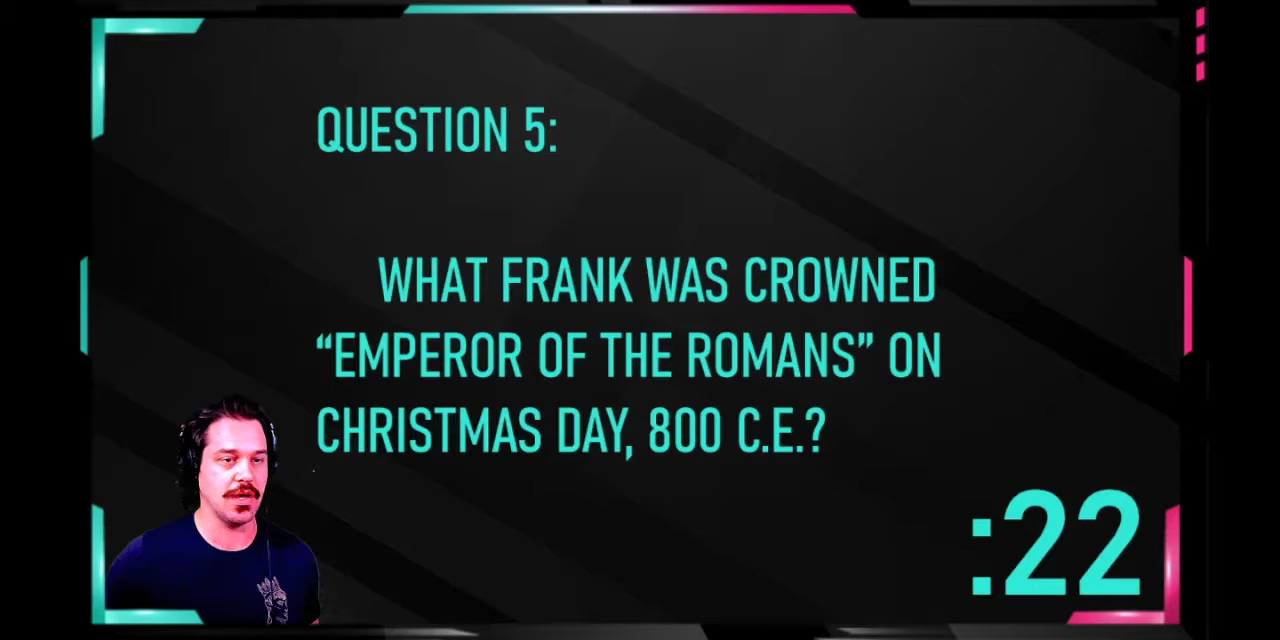 QUESTION 5:
WHAT FRANK WAS CROWNED
“EMPEROR OF THE ROMANS” ON
CHRISTMAS DAY, 800 C.E.?
:22